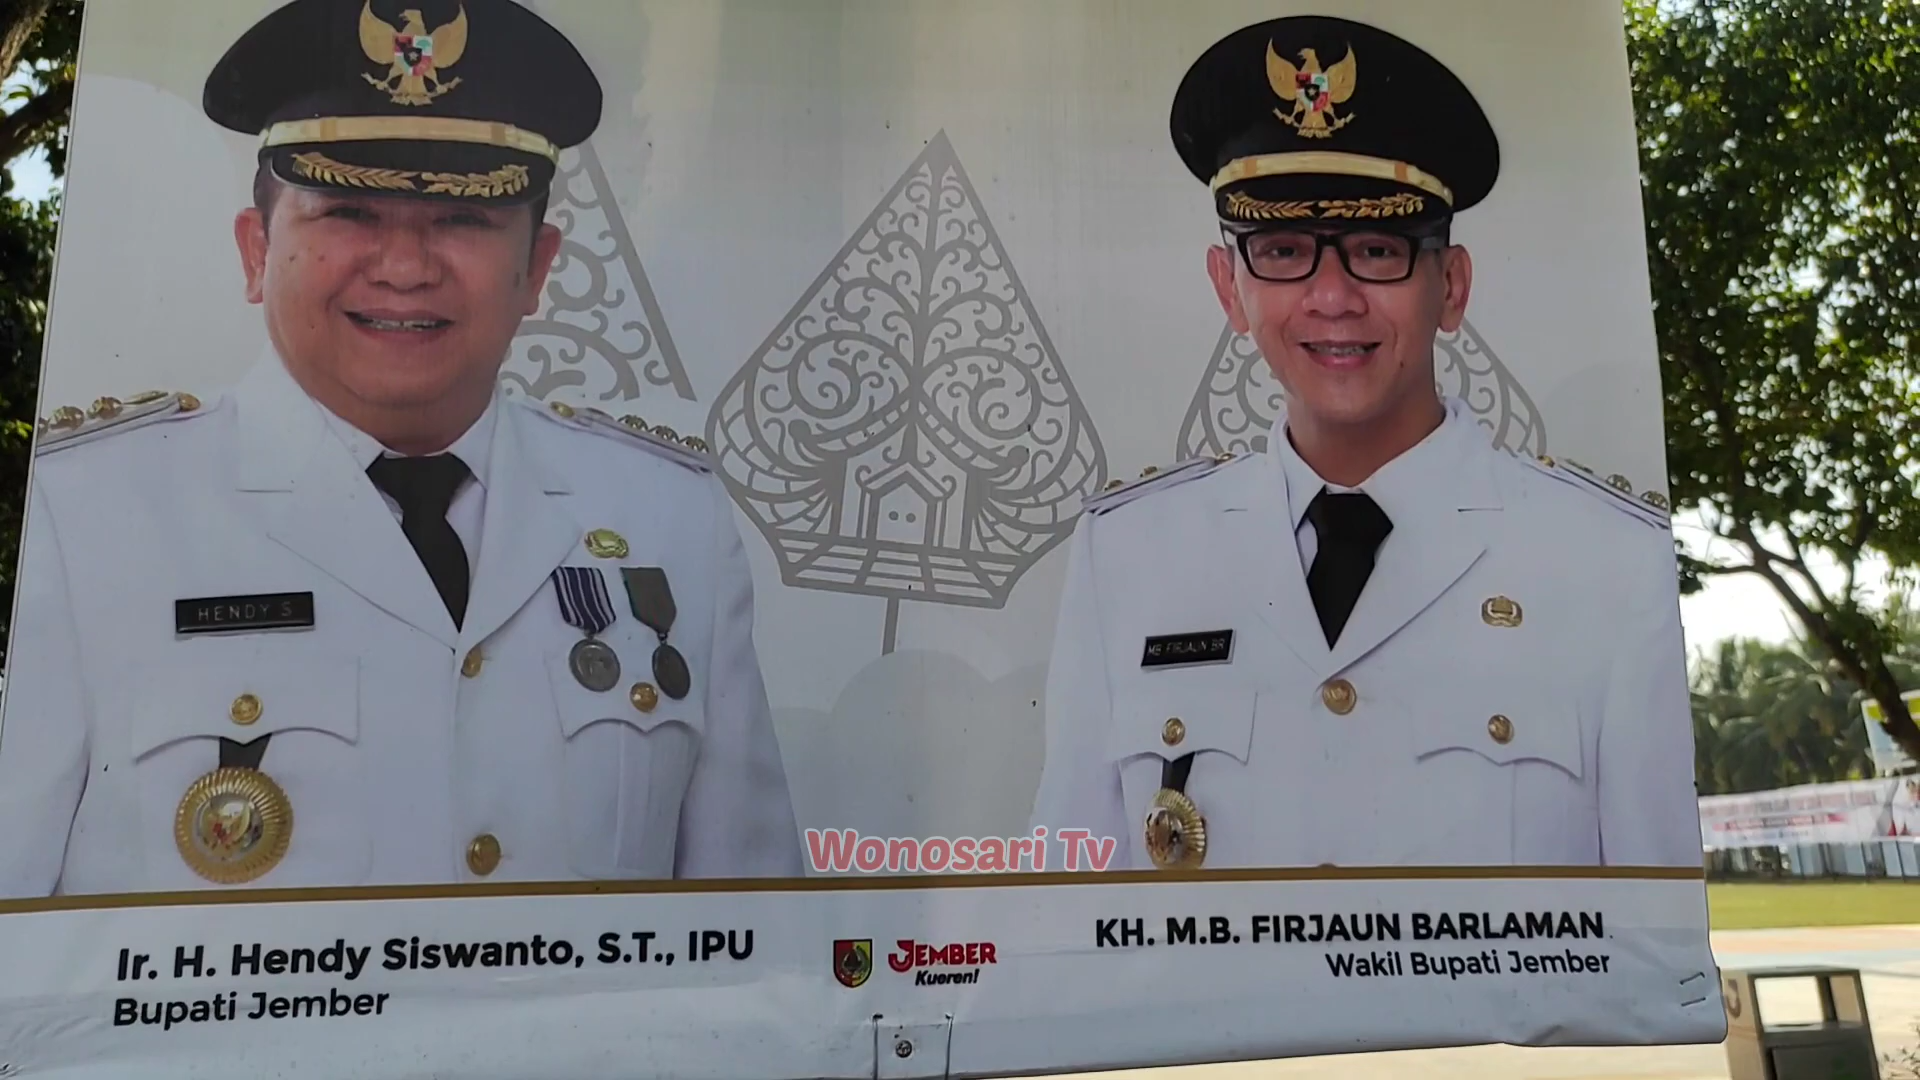 HENDY S
MB. FIRJAUN BR
Wonosari Tv
Ir. H. Hendy Siswanto, S.T., IPU
Bupati Jember
JEMBER
Kueren!
KH. M.B. FIRJAUN BARLAMAN
Wakil Bupati Jember